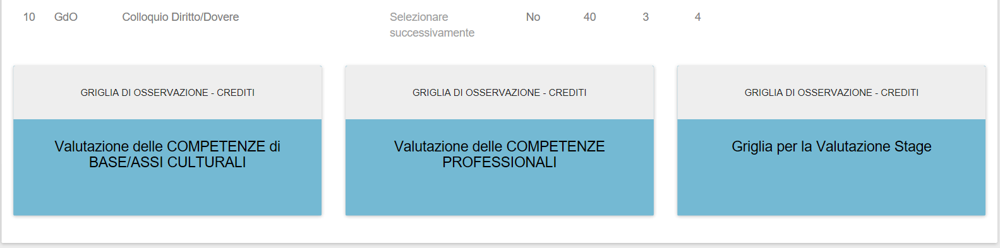 10 GdO Colloquio Diritto/Dovere Selezionare No 40 3 4
successivamente
GRIGLIA DI OSSERVAZIONE - CREDITI
Valutazione delle COMPETENZE di
BASE/ASSI CULTURALI
GRIGLIA DI OSSERVAZIONE - CREDITI
Valutazione delle COMPETENZE
PROFESSIONALI
GRIGLIA DI OSSERVAZIONE - CREDITI
Griglia per la Valutazione Stage